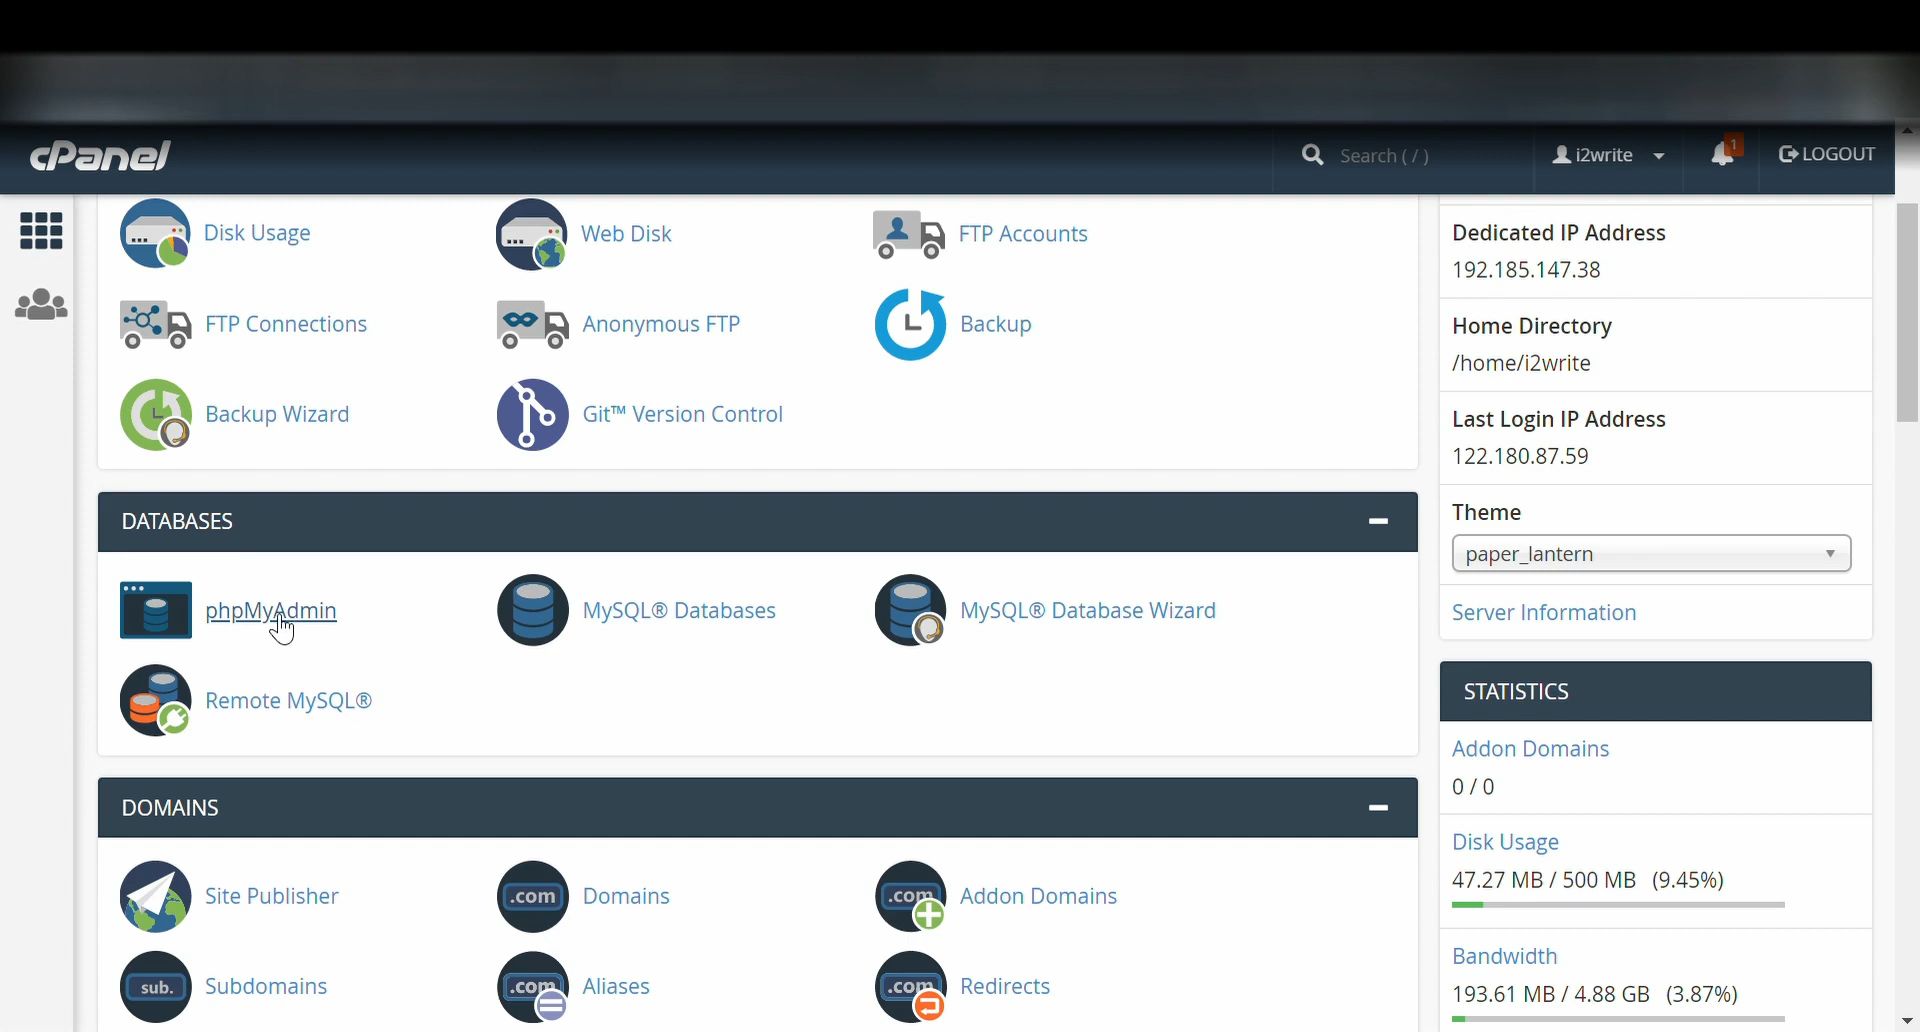 cPanel
Search ( / )
i2write
1
LOGOUT
Disk Usage
Web Disk
FTP Accounts
FTP Connections
Anonymous FTP
Backup
Backup Wizard
Git™ Version Control
DATABASES
phpMyAdmin
MySQL® Databases
MySQL® Database Wizard
Remote MySQL®
DOMAINS
Site Publisher
.com
Domains
.com
Addon Domains
sub.
Subdomains
.com
Aliases
.com
Redirects
Dedicated IP Address
192.185.147.38
Home Directory
/home/i2write
Last Login IP Address
122.180.87.59
Theme
paper_lantern
Server Information
STATISTICS
Addon Domains
0 / 0
Disk Usage
47.27 MB / 500 MB (9.45%)
Bandwidth
193.61 MB / 4.88 GB (3.87%)